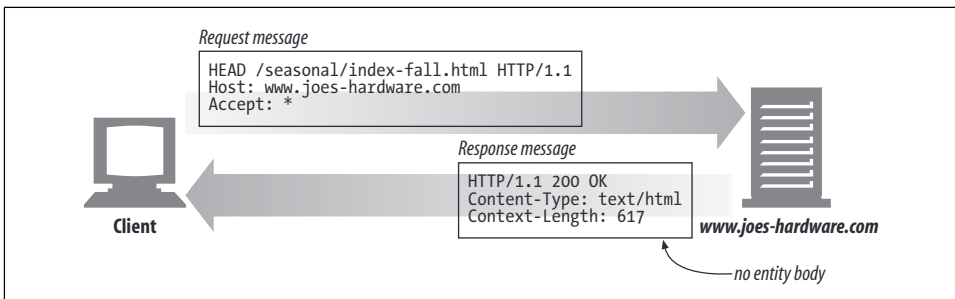 Request message
HEAD /seasonal/index-fall.html HTTP/1.1
Host: www.joes-hardware.com
Accept: *
Response message
HTTP/1.1 200 OK
Content-Type: text/html
Context-Length: 617
Client
www.joes-hardware.com
no entity body